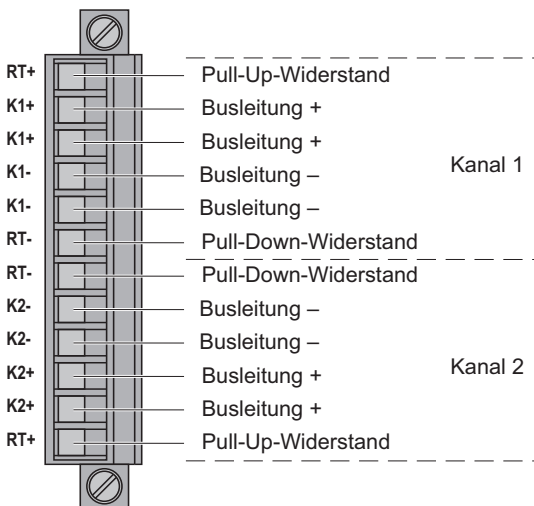 RT+ Pull-Up-Widerstand
K1+ Busleitung +
K1+ Busleitung +
K1- Busleitung –
Kanal 1
K1- Busleitung –
RT- Pull-Down-Widerstand
RT- Pull-Down-Widerstand
K2- Busleitung –
K2- Busleitung –
K2+ Busleitung +
Kanal 2
K2+ Busleitung +
RT+ Pull-Up-Widerstand